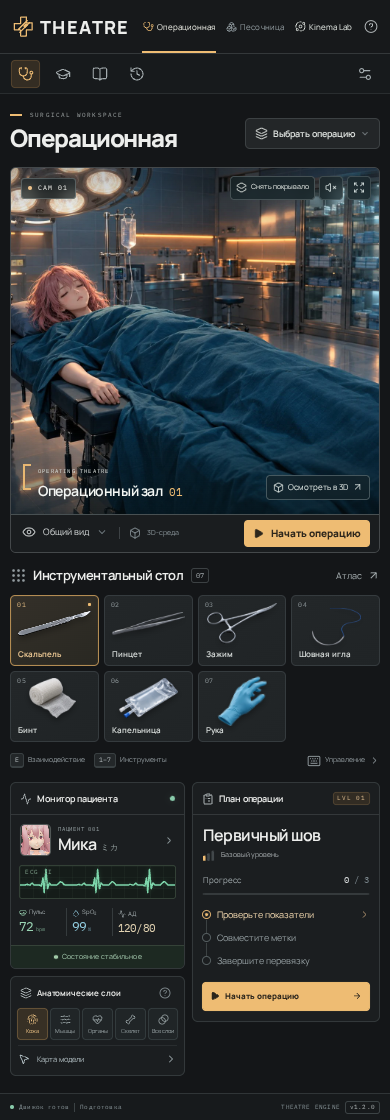 THEATRE
Операционная
Песочница
Kinema Lab
SURGICAL WORKSPACE
Операционная
Выбрать операцию
CAM 01
Снять покрывало
OPERATING THEATRE
Операционный зал 01
Осмотреть в 3D
Общий вид
3D-среда
Начать операцию
Инструментальный стол 07
Атлас
01
Скальпель
02
Пинцет
03
Зажим
04
Шовная игла
05
Бинт
06
Капельница
07
Рука
E Взаимодействие
1–7 Инструменты
Управление
Монитор пациента
ПАЦИЕНТ 001
Мика ミカ
ECG II
Пульс
72
SpO₂
99 %
АД
120/80
Состояние стабильное
Анатомические слои
Кожа
Мышцы
Органы
Скелет
Все слои
Карта модели
План операции
LVL 01
Первичный шов
Базовый уровень
Прогресс
0 / 3
Проверьте показатели
Совместите метки
Завершите перевязку
Начать операцию
Движок готов
Подготовка
THEATRE ENGINE v1.2.0